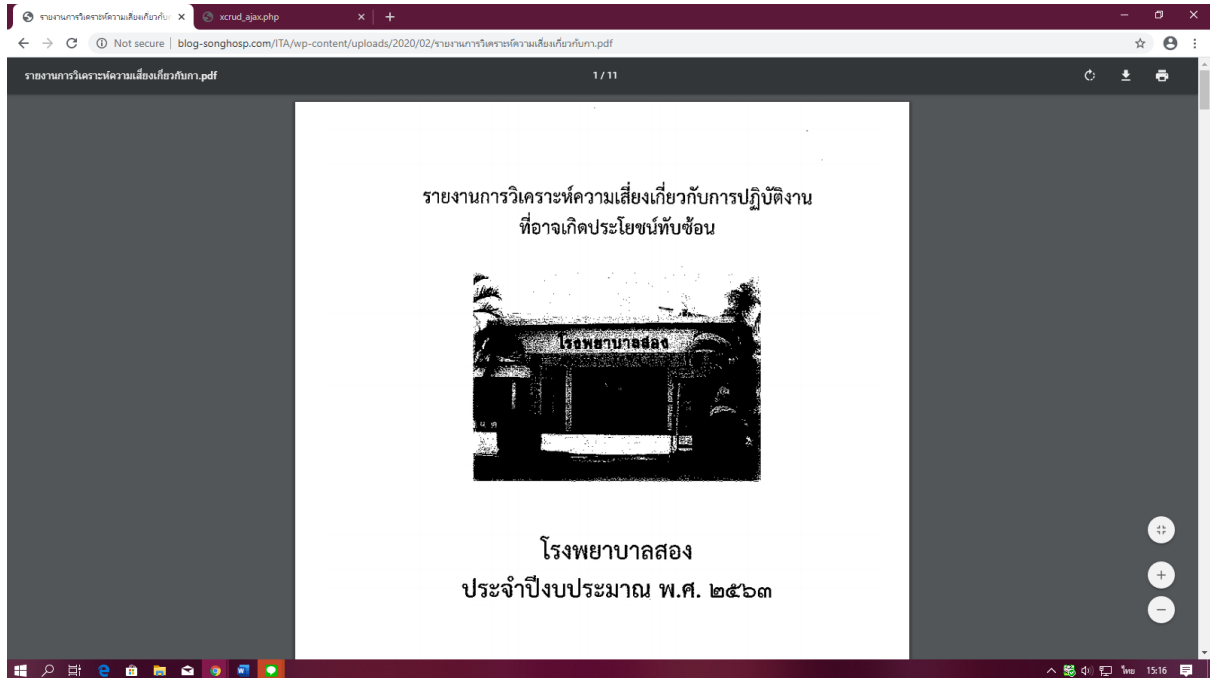 รายงานการวิเคราะห์ความเสี่ยงเกี่ยวกับ
xcrud_ajax.php
Not secure | blog-songhosp.com/ITA/wp-content/uploads/2020/02/รายงานการวิเคราะห์ความเสี่ยงเกี่ยวกับกา.pdf
รายงานการวิเคราะห์ความเสี่ยงเกี่ยวกับกา.pdf
1 / 11
รายงานการวิเคราะห์ความเสี่ยงเกี่ยวกับการปฏิบัติงาน
ที่อาจเกิดประโยชน์ทับซ้อน
โรงพยาบาลสอง
โรงพยาบาลสอง
ประจำปีงบประมาณ พ.ศ. ๒๕๖๓
ไทย 15:16